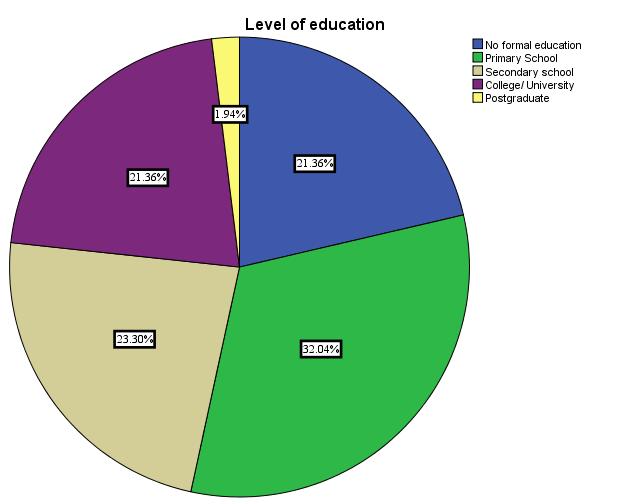 Level of education
No formal education
Primary School
Secondary school
College/ University
Postgraduate
1.94%
21.36%
21.36%
23.30%
32.04%